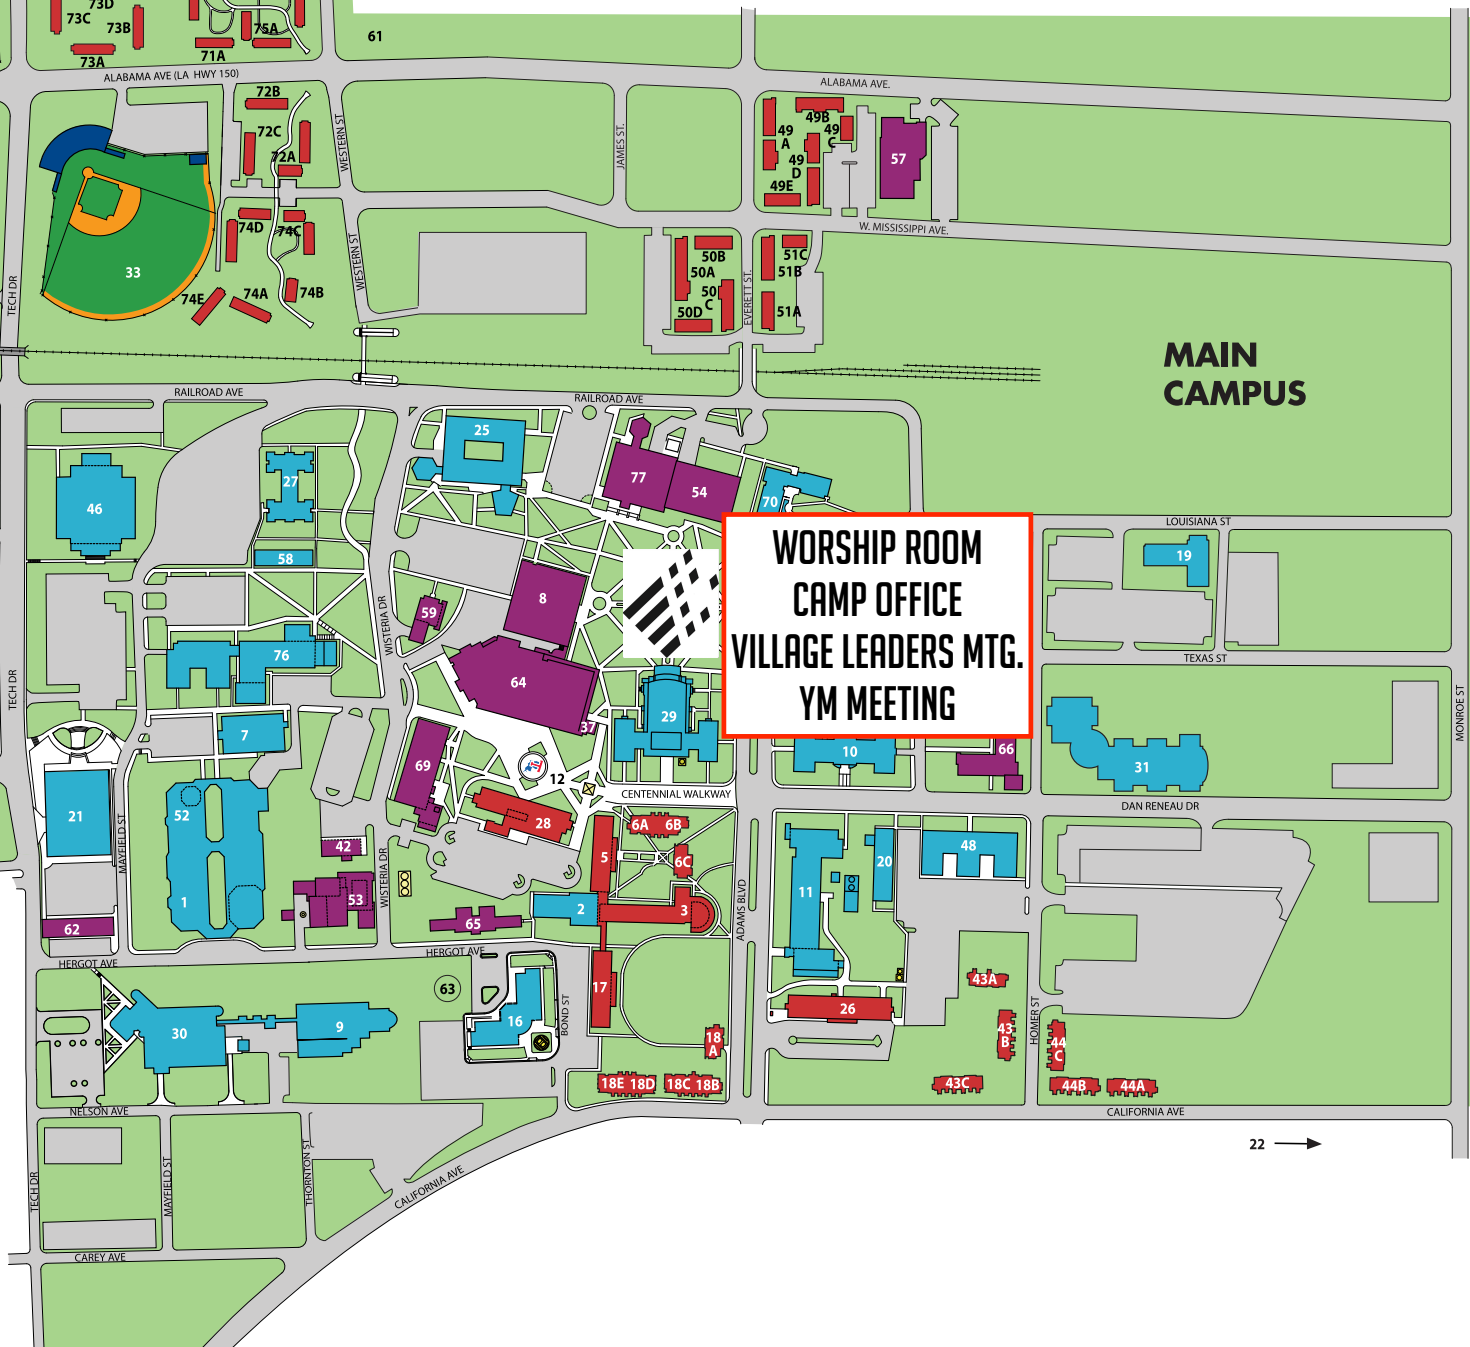 73D
73C
73B
75A
61
73A
71A
ALABAMA AVE (LA HWY 150)
ALABAMA AVE.
72B
49B
72C
49
A
49
C
WESTERN ST
JAMES ST.
72A
49
D
57
49E
74D
74C
W. MISSISSIPPI AVE.
33
WESTERN ST
50B
51C
50A
51B
TECH DR
74E
74A
74B
50
C
EVERETT ST.
50D
51A
MAIN
CAMPUS
RAILROAD AVE
RAILROAD AVE
25
27
77
54
70
46
LOUISIANA ST
58
19
WORSHIP ROOM
CAMP OFFICE
VILLAGE LEADERS MTG.
YM MEETING
8
59
WISTERIA DR
76
TEXAS ST
TECH DR
64
29
37
MONROE ST
7
10
66
69
12
31
CENTENNIAL WALKWAY
DAN RENEAU DR
21
52
MAYFIELD ST
28
6A
6B
42
5
6C
20
48
WISTERIA DR
53
11
1
2
3
ADAMS BLVD
62
65
HERGOT AVE
HERGOT AVE
63
17
43A
16
BOND ST
26
30
9
18
A
43
B
HOMER ST
44
C
18E
18D
18C
18B
43C
44B
44A
NELSON AVE
CALIFORNIA AVE
22
TECH DR
MAYFIELD ST
THORNTON ST
CALIFORNIA AVE
CAREY AVE